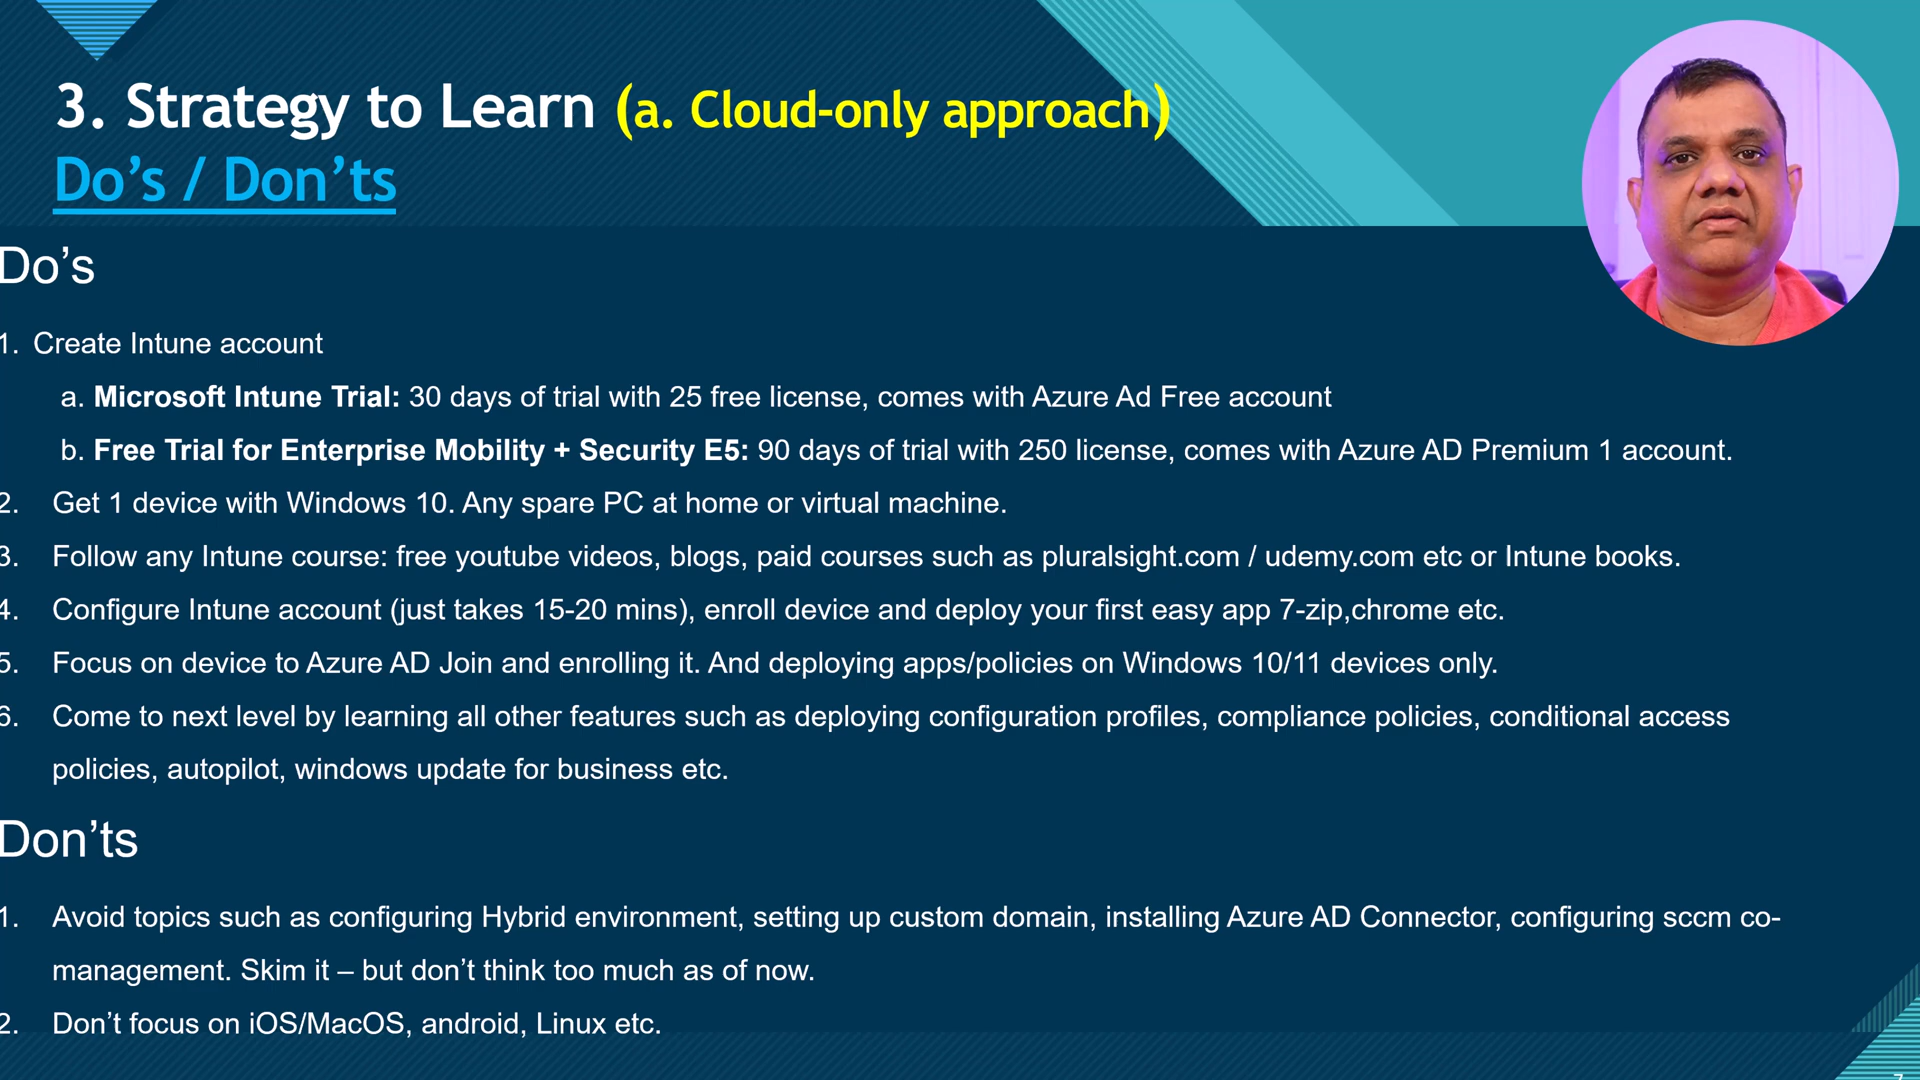 3. Strategy to Learn (a. Cloud-only approach)
Do’s / Don’ts
Do’s
1. Create Intune account
a. Microsoft Intune Trial: 30 days of trial with 25 free license, comes with Azure Ad Free account
b. Free Trial for Enterprise Mobility + Security E5: 90 days of trial with 250 license, comes with Azure AD Premium 1 account.
2. Get 1 device with Windows 10. Any spare PC at home or virtual machine.
3. Follow any Intune course: free youtube videos, blogs, paid courses such as pluralsight.com / udemy.com etc or Intune books.
4. Configure Intune account (just takes 15-20 mins), enroll device and deploy your first easy app 7-zip,chrome etc.
5. Focus on device to Azure AD Join and enrolling it. And deploying apps/policies on Windows 10/11 devices only.
6. Come to next level by learning all other features such as deploying configuration profiles, compliance policies, conditional access
policies, autopilot, windows update for business etc.
Don’ts
1. Avoid topics such as configuring Hybrid environment, setting up custom domain, installing Azure AD Connector, configuring sccm co-
management. Skim it – but don’t think too much as of now.
2. Don’t focus on iOS/MacOS, android, Linux etc.